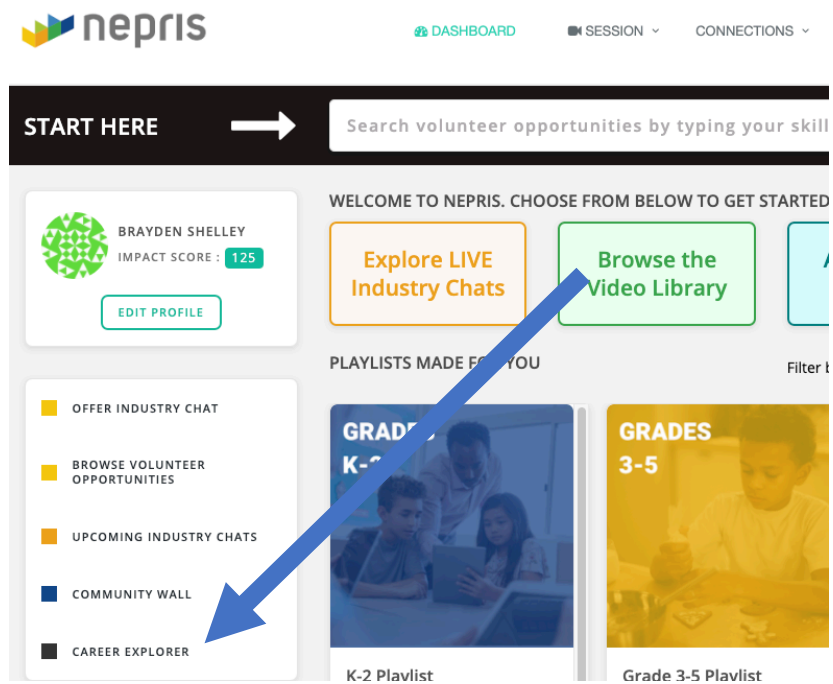 nepris
DASHBOARD
SESSION
CONNECTIONS
START HERE
Search volunteer opportunities by typing your skill
BRAYDEN SHELLEY
IMPACT SCORE : 125
EDIT PROFILE
OFFER INDUSTRY CHAT
BROWSE VOLUNTEER
OPPORTUNITIES
UPCOMING INDUSTRY CHATS
COMMUNITY WALL
CAREER EXPLORER
WELCOME TO NEPRIS. CHOOSE FROM BELOW TO GET STARTED
Explore LIVE
Industry Chats
Browse the
Video Library
PLAYLISTS MADE FOR YOU
Filter
GRADES
K-2
GRADES
3-5
K-2 Playlist
Grade 3-5 Playlist